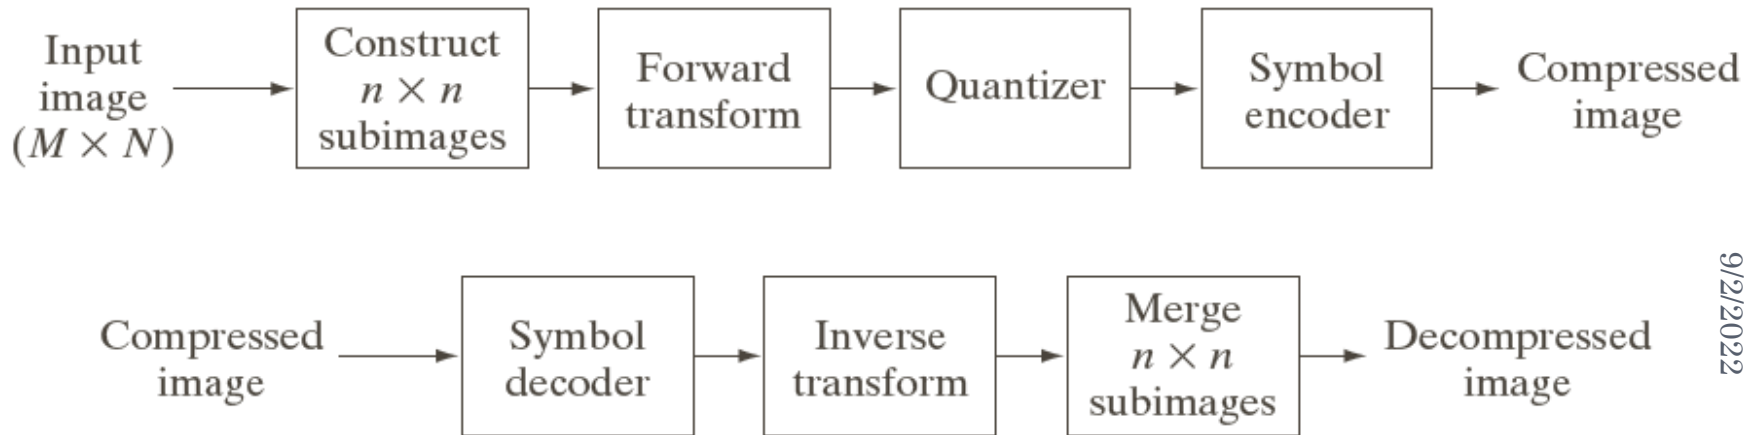 Input
image
(M × N)
Construct
n × n
subimages
Forward
transform
Quantizer
Symbol
encoder
Compressed
image
Compressed
image
Symbol
decoder
Inverse
transform
Merge
n × n
subimages
Decompressed
image
9/2/20222